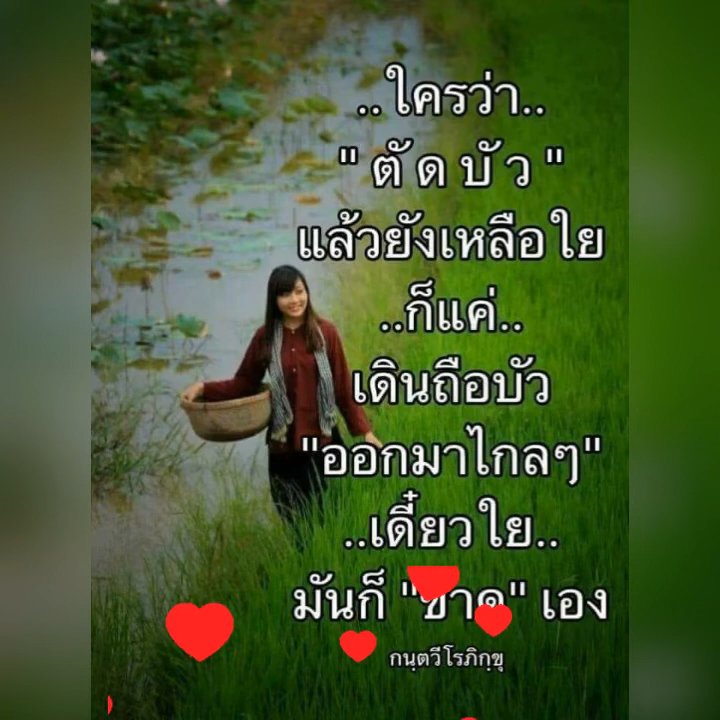 ..ใครว่า..
" ตั ด บั ว "
แล้วยังเหลือใย
..ก็แค่..
เดินถือบัว
"ออกมาไกลๆ"
..เดี๋ยวใย..
มันก็ "ขาด" เอง
กนฺตวีโรภิกฺขุ